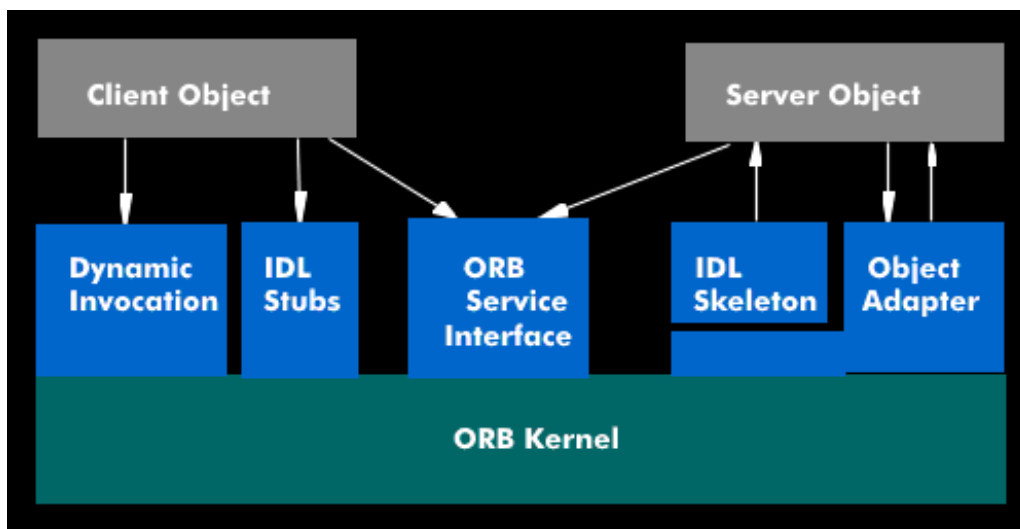 Client Object
Server Object
Dynamic
Invocation
IDL
Stubs
ORB
Service
Interface
IDL
Skeleton
Object
Adapter
ORB Kernel